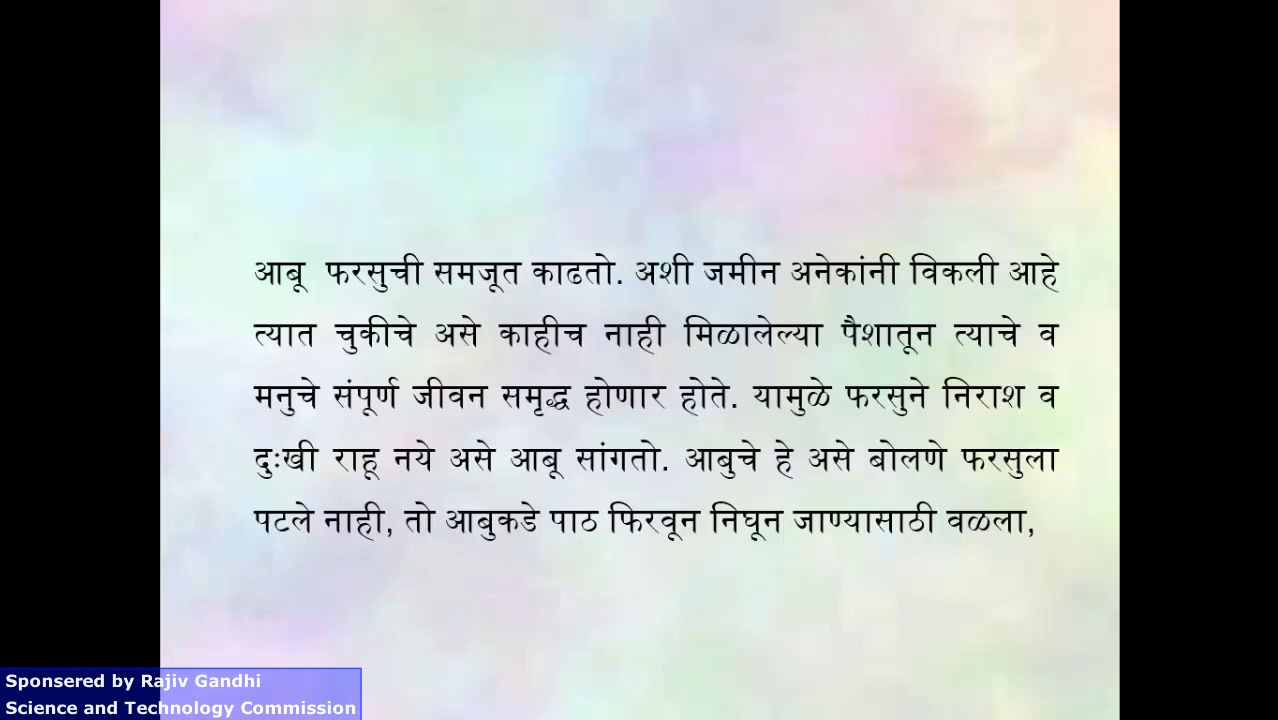 आबू फरसुची समजूत काढतो. अशी जमीन अनेकांनी विकली आहे
त्यात चुकीचे असे काहीच नाही मिळालेल्या पैशातून त्याचे व
मनुचे संपूर्ण जीवन समृद्ध होणार होते. यामुळे फरसुने निराश व
दुःखी राहू नये असे आबू सांगतो. आबुचे हे असे बोलणे फरसुला
पटले नाही, तो आबुकडे पाठ फिरवून निघून जाण्यासाठी वळला,
Sponsered by Rajiv Gandhi
Science and Technology Commission